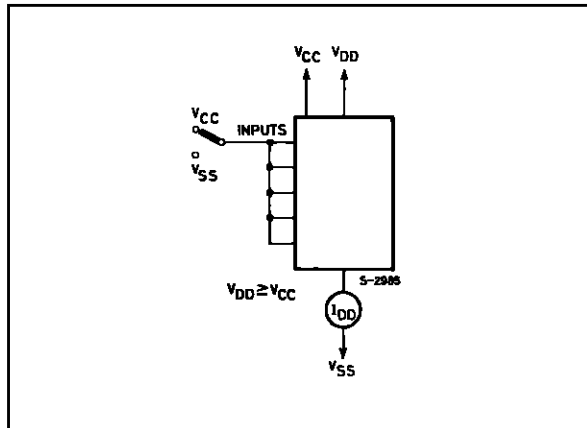 VCC VDD
VCC
INPUTS
VSS
S-2985
VDD≥VCC
IDD
VSS